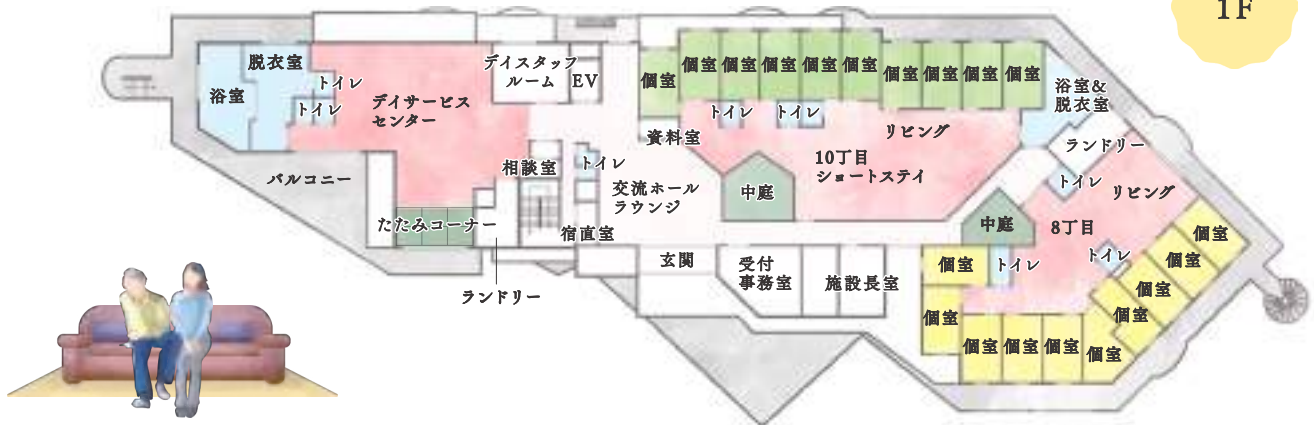 1F
脱衣室
浴室
トイレ
トイレ
デイサービス
センター
デイスタッフ
ルーム
EV
バルコニー
たたみコーナー
ランドリー
相談室
トイレ
宿直室
交流ホール
ラウンジ
資料室
玄関
受付
事務室
施設長室
個室
個室
個室
個室
個室
個室
個室
個室
個室
個室
トイレ
トイレ
リビング
10丁目
ショートステイ
中庭
浴室&
脱衣室
ランドリー
トイレ
リビング
中庭
8丁目
トイレ
トイレ
個室
個室
個室
個室
個室
個室
個室
個室
個室
個室